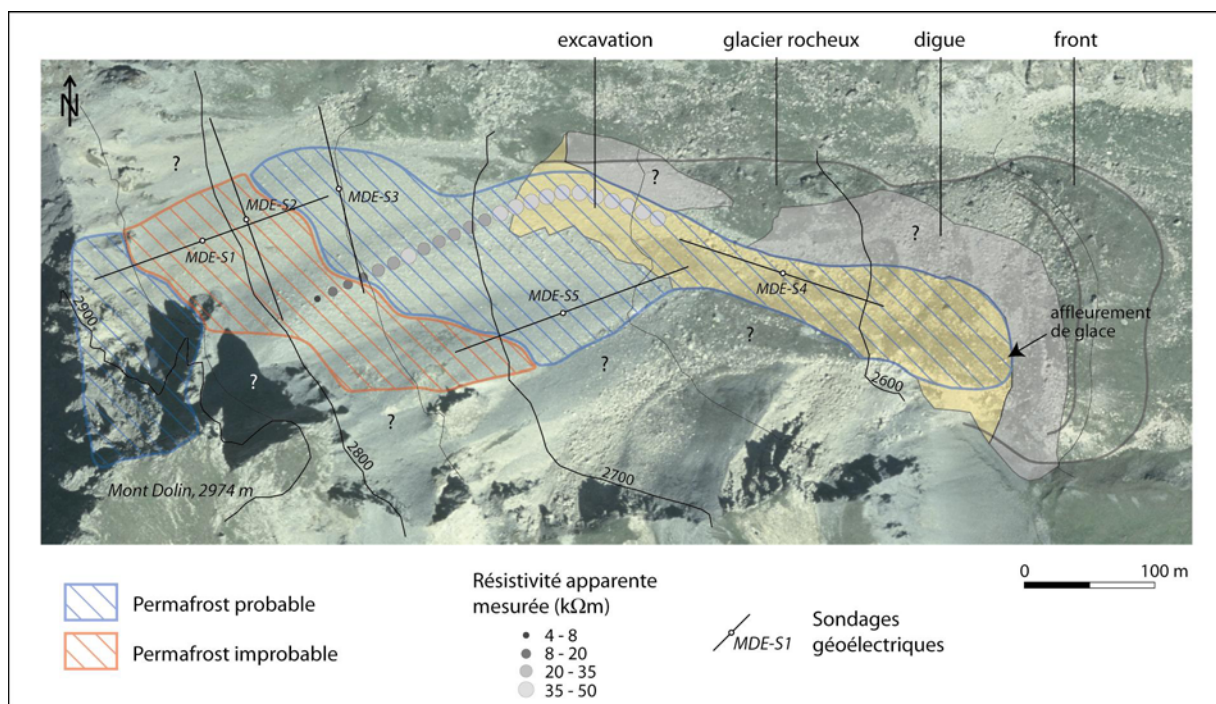 excavation
glacier rocheux
digue
front
N
?
MDE-S2
MDE-S3
MDE-S1
?
?
MDE-S4
MDE-S5
affleurement
de glace
2900
?
?
?
2600
?
2800
2700
Mont Dolin, 2974 m
0
100 m
Permafrost probable
Permafrost improbable
Résistivité apparente
mesurée (kΩm)
4 - 8
8 - 20
20 - 35
35 - 50
MDE-S1
Sondages
géoélectriques